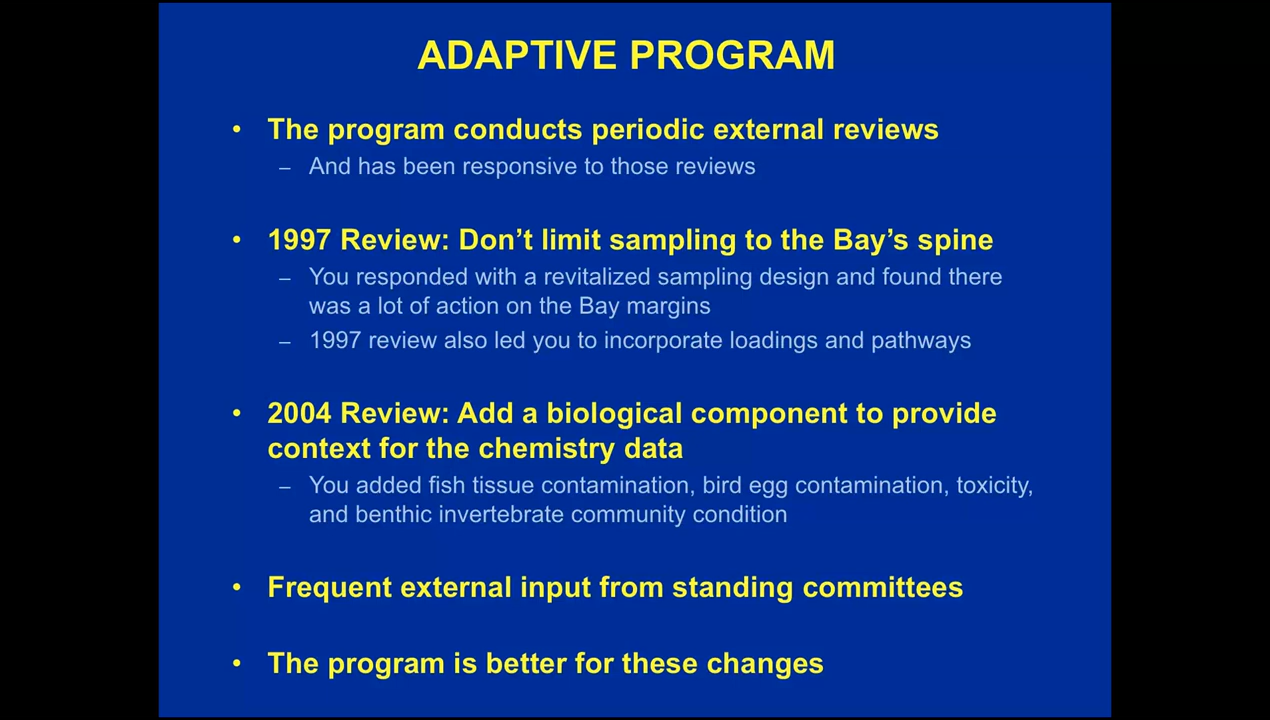 ADAPTIVE PROGRAM
• The program conducts periodic external reviews
– And has been responsive to those reviews
• 1997 Review: Don’t limit sampling to the Bay’s spine
– You responded with a revitalized sampling design and found there
was a lot of action on the Bay margins
– 1997 review also led you to incorporate loadings and pathways
• 2004 Review: Add a biological component to provide
context for the chemistry data
– You added fish tissue contamination, bird egg contamination, toxicity,
and benthic invertebrate community condition
• Frequent external input from standing committees
• The program is better for these changes